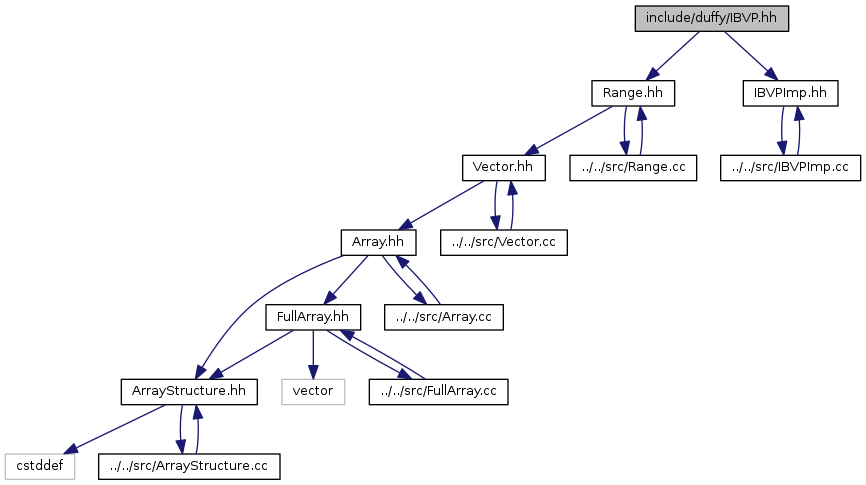 include/duffy/IBVP.hh
Range.hh
IBVPImp.hh
Vector.hh
../../src/Range.cc
../../src/IBVPImp.cc
Array.hh
../../src/Vector.cc
FullArray.hh
../../src/Array.cc
ArrayStructure.hh
vector
../../src/FullArray.cc
cstddef
../../src/ArrayStructure.cc